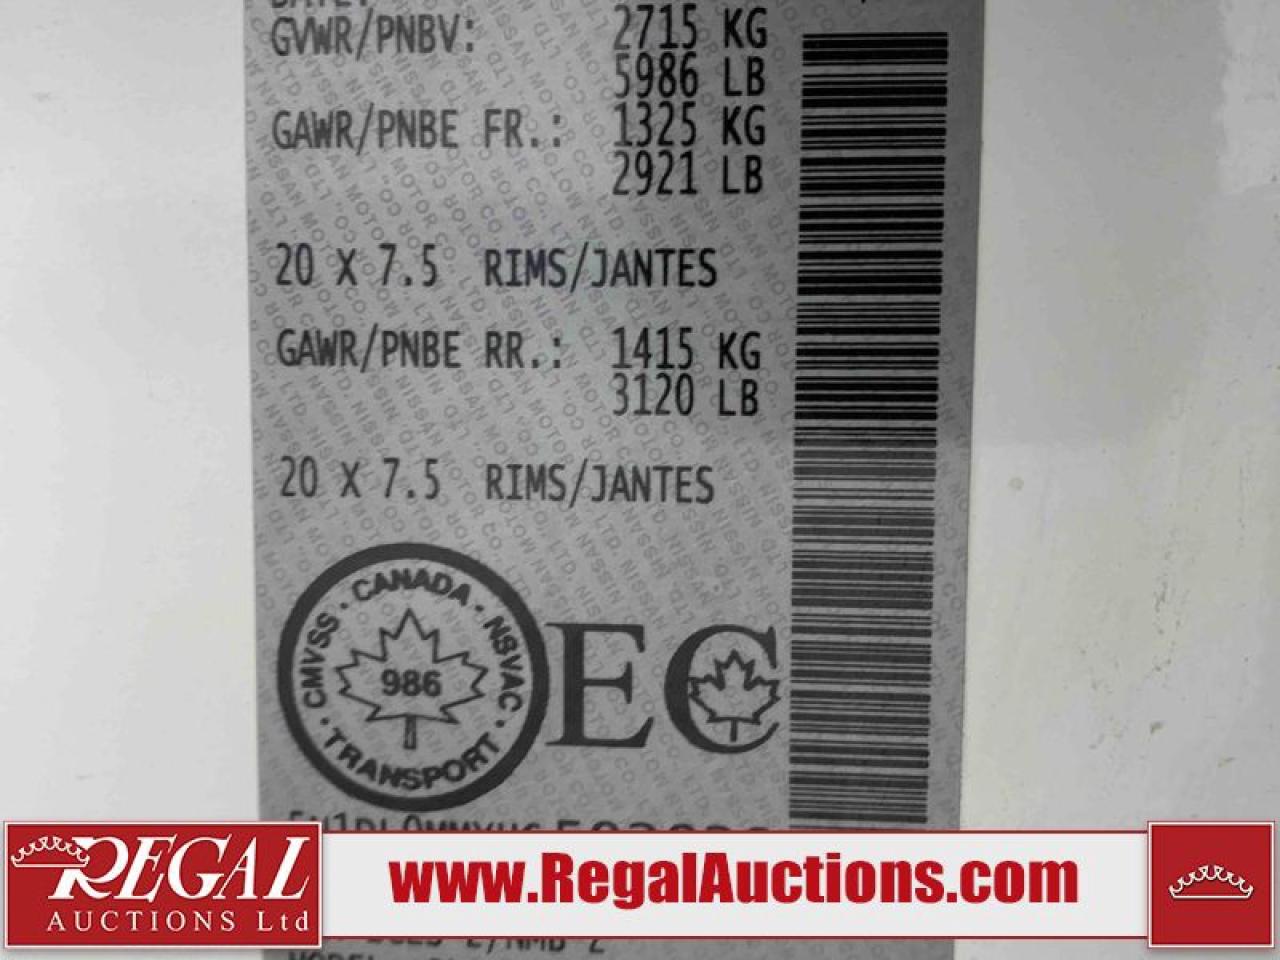 GVWR/PNBV: 2715 KG
5986 LB
GAWR/PNBE FR.: 1325 KG
2921 LB
20 X 7.5 RIMS/JANTES
GAWR/PNBE RR.: 1415 KG
3120 LB
20 X 7.5 RIMS/JANTES
CMVSS · CANADA · NSVAC · TRANSPORT
986
EC
REGAL
AUCTIONS Ltd
www.RegalAuctions.com